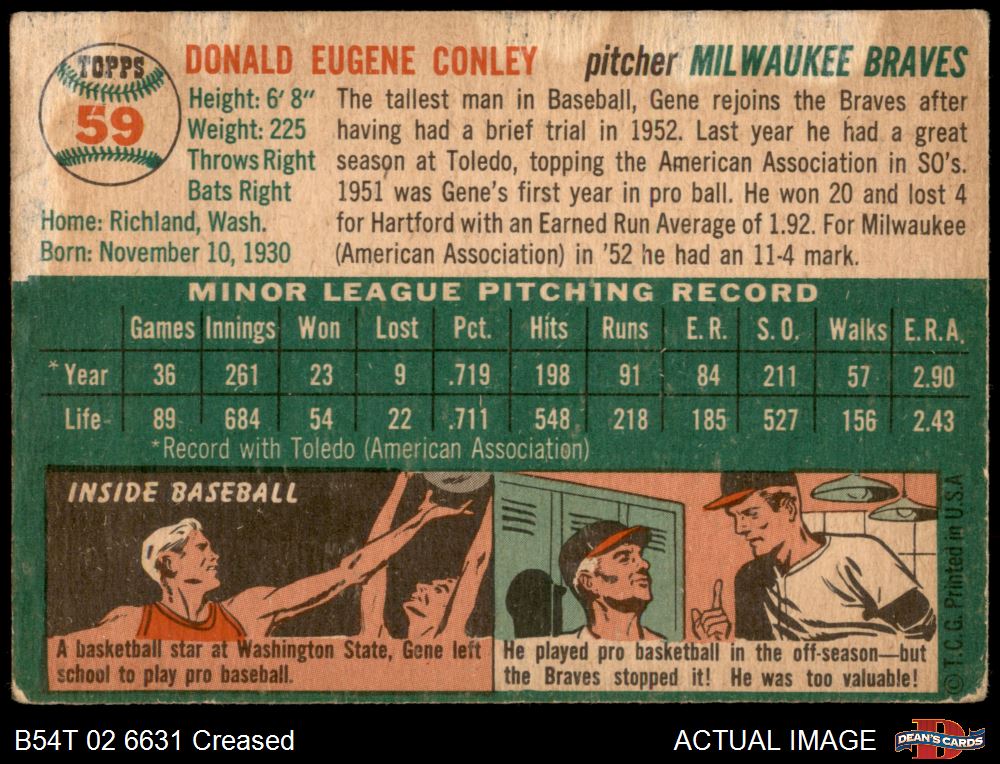 TOPPS
59
DONALD EUGENE CONLEY pitcher MILWAUKEE BRAVES
Height: 6' 8"
Weight: 225
Throws Right
Bats Right
Home: Richland, Wash.
Born: November 10, 1930
The tallest man in Baseball, Gene rejoins the Braves after
having had a brief trial in 1952. Last year he had a great
season at Toledo, topping the American Association in SO's.
1951 was Gene's first year in pro ball. He won 20 and lost 4
for Hartford with an Earned Run Average of 1.92. For Milwaukee
(American Association) in '52 he had an 11-4 mark.
MINOR LEAGUE PITCHING RECORD
Games Innings Won Lost Pct. Hits Runs E.R. S.O. Walks E.R.A.
*Year 36 261 23 9 .719 198 91 84 211 57 2.90
Life 89 684 54 22 .711 548 218 185 527 156 2.43
*Record with Toledo (American Association)
INSIDE BASEBALL
A basketball star at Washington State, Gene left
school to play pro baseball.
He played pro basketball in the off-season—but
the Braves stopped it! He was too valuable!
© T.C.G. Printed in U.S.A
B54T 02 6631 Creased
ACTUAL IMAGE
D
DEAN'S CARDS